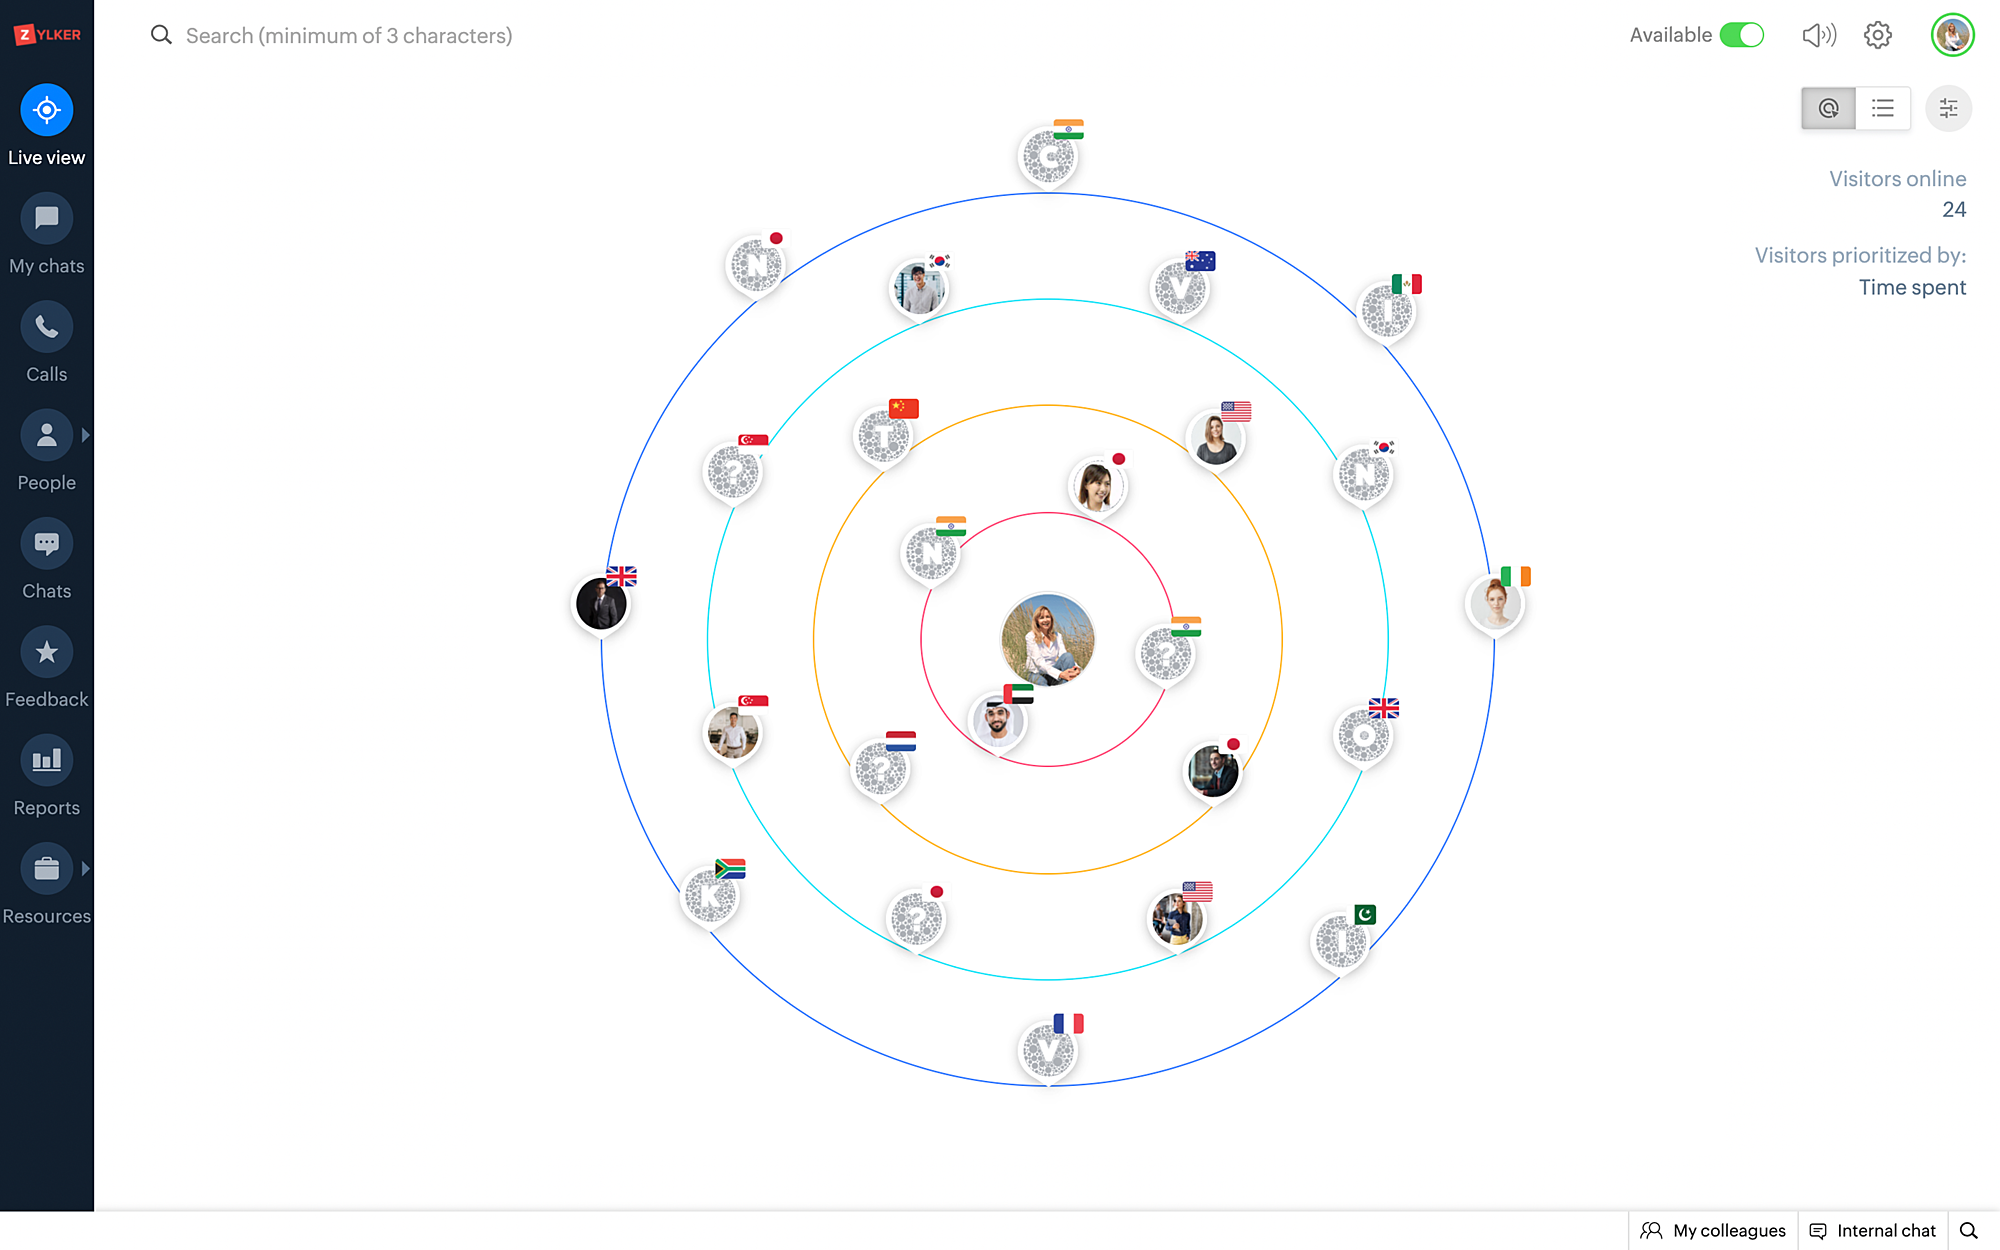 ZYLKER
Search (minimum of 3 characters)
Available
Live view
My chats
Calls
People
Chats
Feedback
Reports
Resources
Visitors online
24
Visitors prioritized by:
Time spent
C
N
V
I
T
?
N
N
?
?
O
K
?
I
V
My colleagues
Internal chat